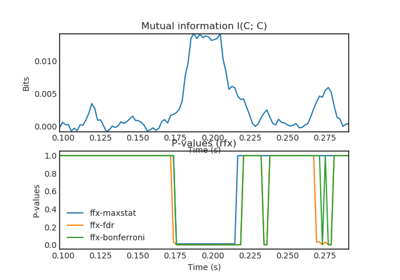 Mutual information I(C; C)
Bits
0.010
0.005
0.000
0.100 0.125 0.150 0.175 0.200 0.225 0.250 0.275
Time (s)
P-values (ffx)
P-values
1.0
0.8
0.6
0.4
0.2
0.0
ffx-maxstat
ffx-fdr
ffx-bonferroni
0.100 0.125 0.150 0.175 0.200 0.225 0.250 0.275
Time (s)